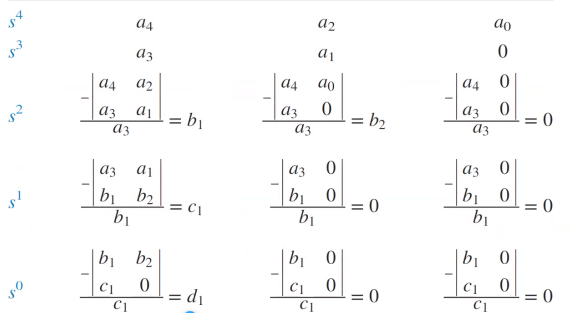 s⁴ a₄ a₂ a₀
s³ a₃ a₁ 0
s² −|a₄ a₂; a₃ a₁| / a₃ = b₁ −|a₄ a₀; a₃ 0| / a₃ = b₂ −|a₄ 0; a₃ 0| / a₃ = 0
s¹ −|a₃ a₁; b₁ b₂| / b₁ = c₁ −|a₃ 0; b₁ 0| / b₁ = 0 −|a₃ 0; b₁ 0| / b₁ = 0
s⁰ −|b₁ b₂; c₁ 0| / c₁ = d₁ −|b₁ 0; c₁ 0| / c₁ = 0 −|b₁ 0; c₁ 0| / c₁ = 0